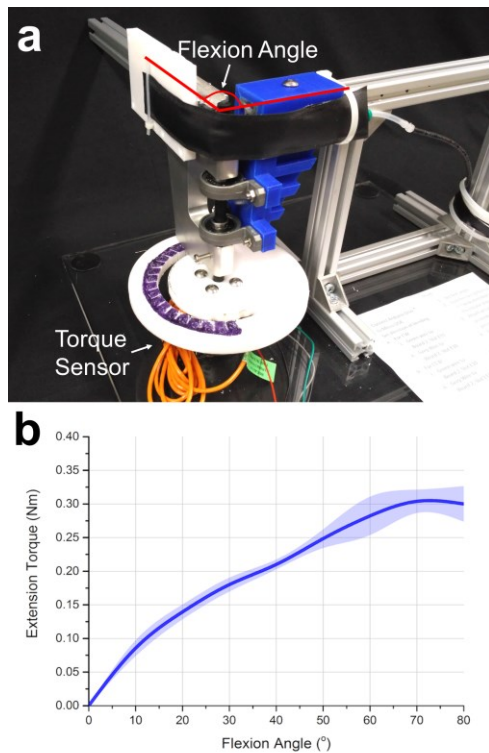 a
Flexion Angle
Torque
Sensor
b
0.40
0.35
0.30
0.25
0.20
0.15
0.10
0.05
0.00
Extension Torque (Nm)
0 10 20 30 40 50 60 70 80
Flexion Angle (°)